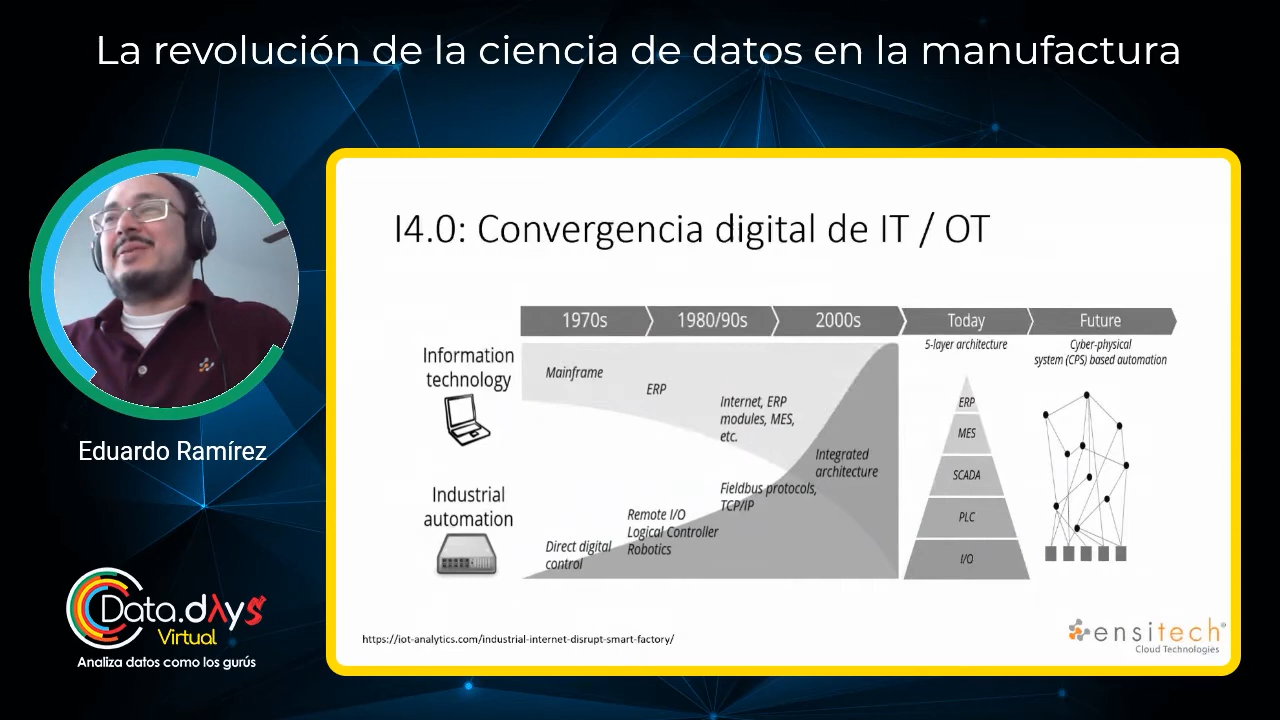 La revolución de la ciencia de datos en la manufactura
I4.0: Convergencia digital de IT / OT
1970s
1980/90s
2000s
Today
Future
5-layer architecture
Cyber-physical
system (CPS) based automation
Information
technology
Mainframe
ERP
Internet, ERP
modules, MES,
etc.
Integrated
architecture
Industrial
automation
Fieldbus protocols,
TCP/IP
Remote I/O
Logical Controller
Robotics
Direct digital
control
ERP
MES
SCADA
PLC
I/O
https://iot-analytics.com/industrial-internet-disrupt-smart-factory/
ensitech®
Cloud Technologies
Eduardo Ramírez
Data.days
Virtual
Analiza datos como los gurús